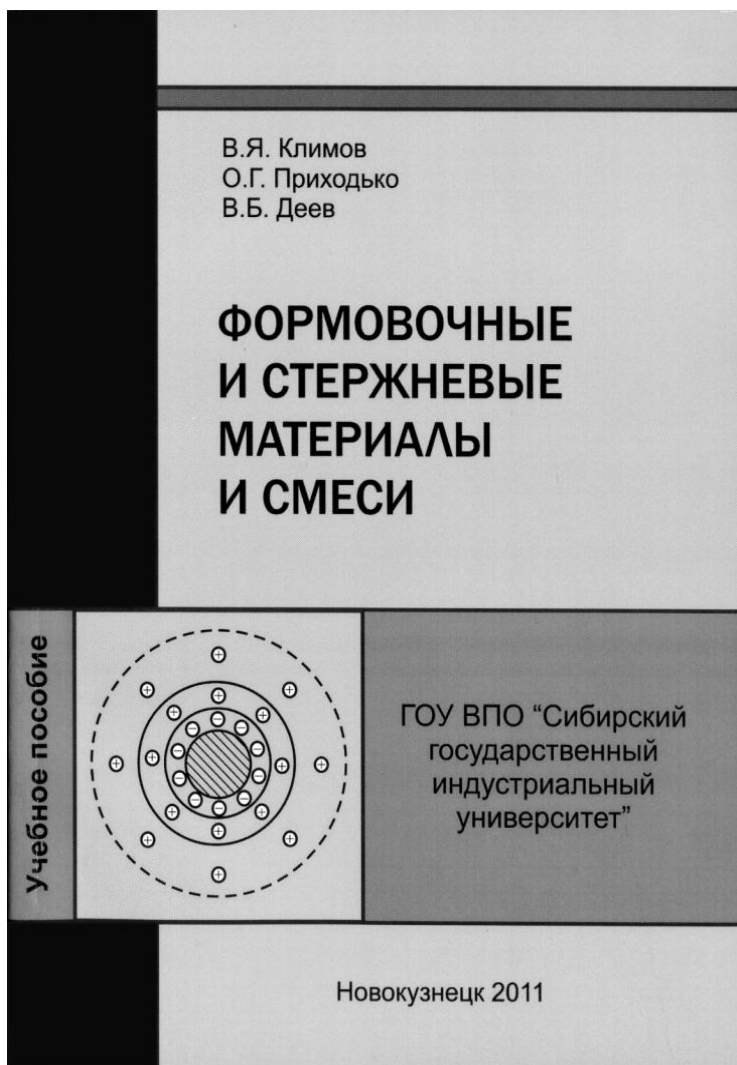 В.Я. Климов
О.Г. Приходько
В.Б. Деев
ФОРМОВОЧНЫЕ
И СТЕРЖНЕВЫЕ
МАТЕРИАЛЫ
И СМЕСИ
Учебное пособие
ГОУ ВПО “Сибирский
государственный
индустриальный
университет”
Новокузнецк 2011